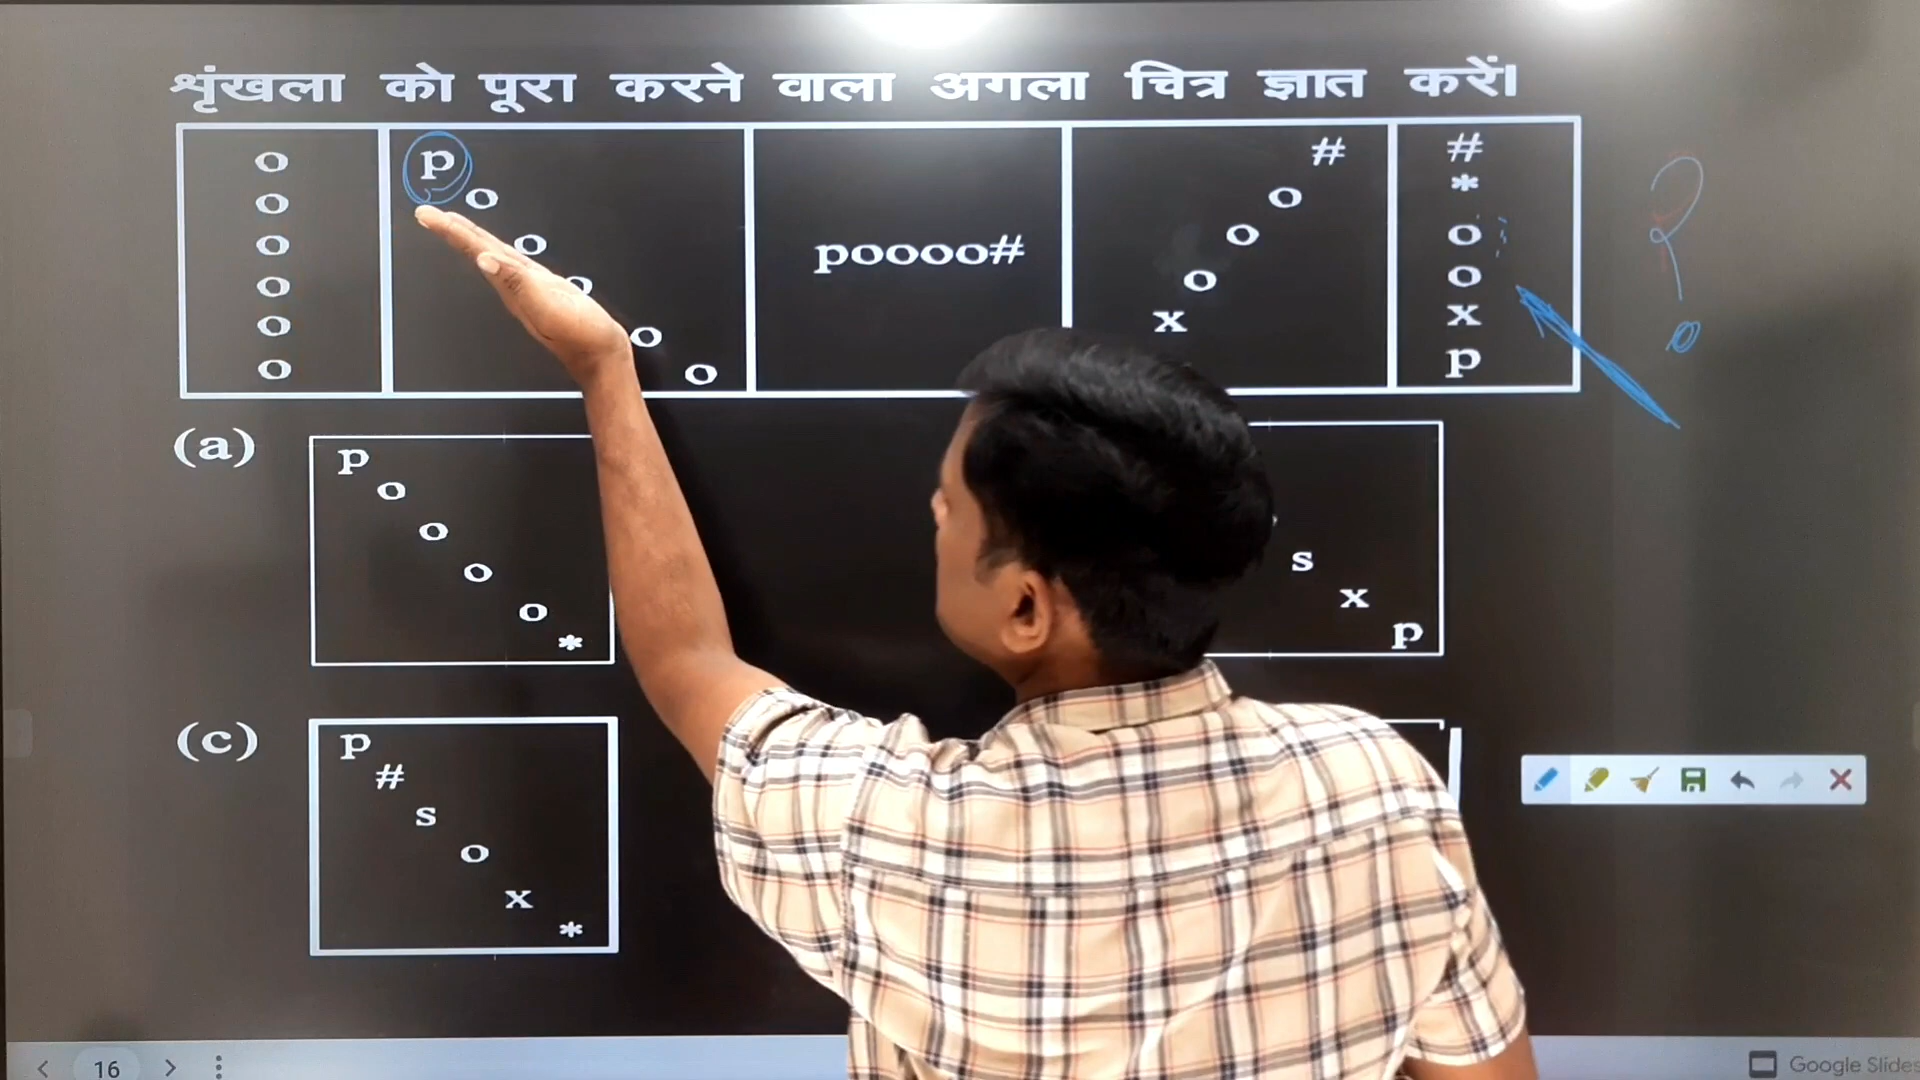 शृंखला को पूरा करने वाला अगला चित्र ज्ञात करें।
o
o
o
o
o
o
p
o
o
o
o
o
poooo#
#
o
o
o
x
#
*
o
o
x
p
?
(a)
p
o
o
o
o
*
s
x
p
(c)
p
#
s
o
x
*
16
Google Slides